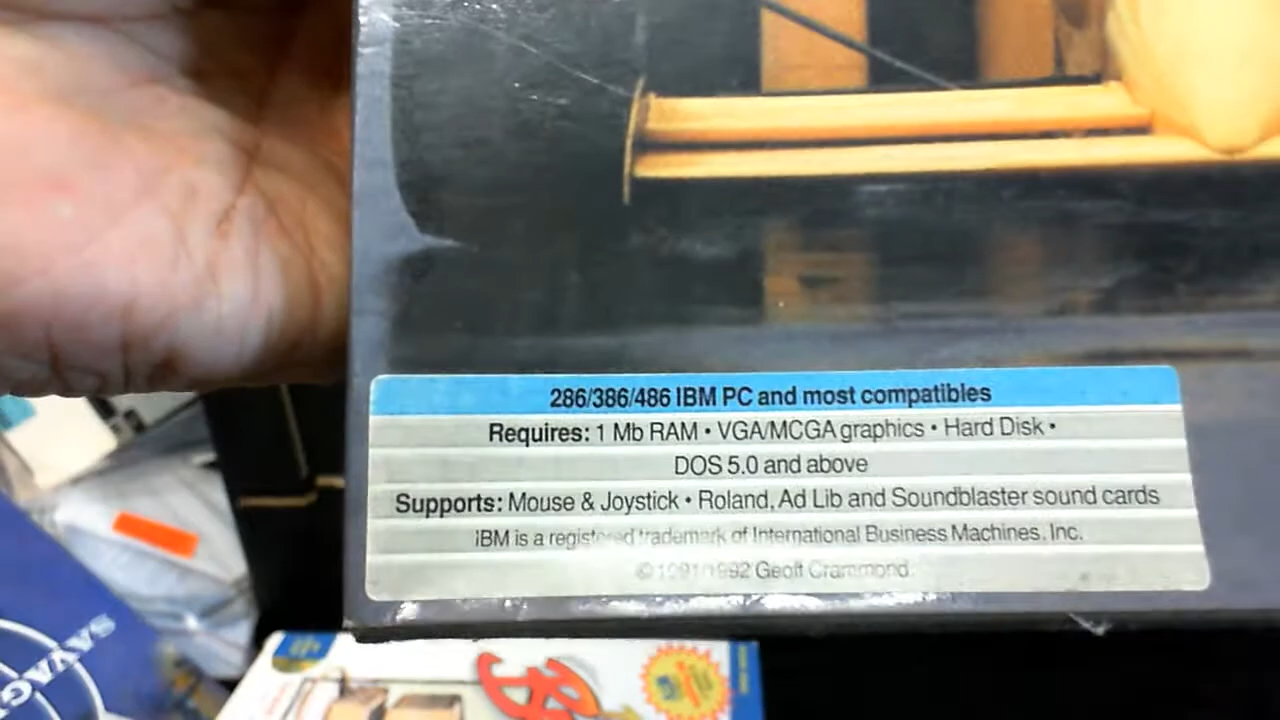 286/386/486 IBM PC and most compatibles
Requires: 1 Mb RAM • VGA/MCGA graphics • Hard Disk •
DOS 5.0 and above
Supports: Mouse & Joystick • Roland, Ad Lib and Soundblaster sound cards
IBM is a registered trademark of International Business Machines. Inc.
© 1991/1992 Geoff Crammond.
SAVAG